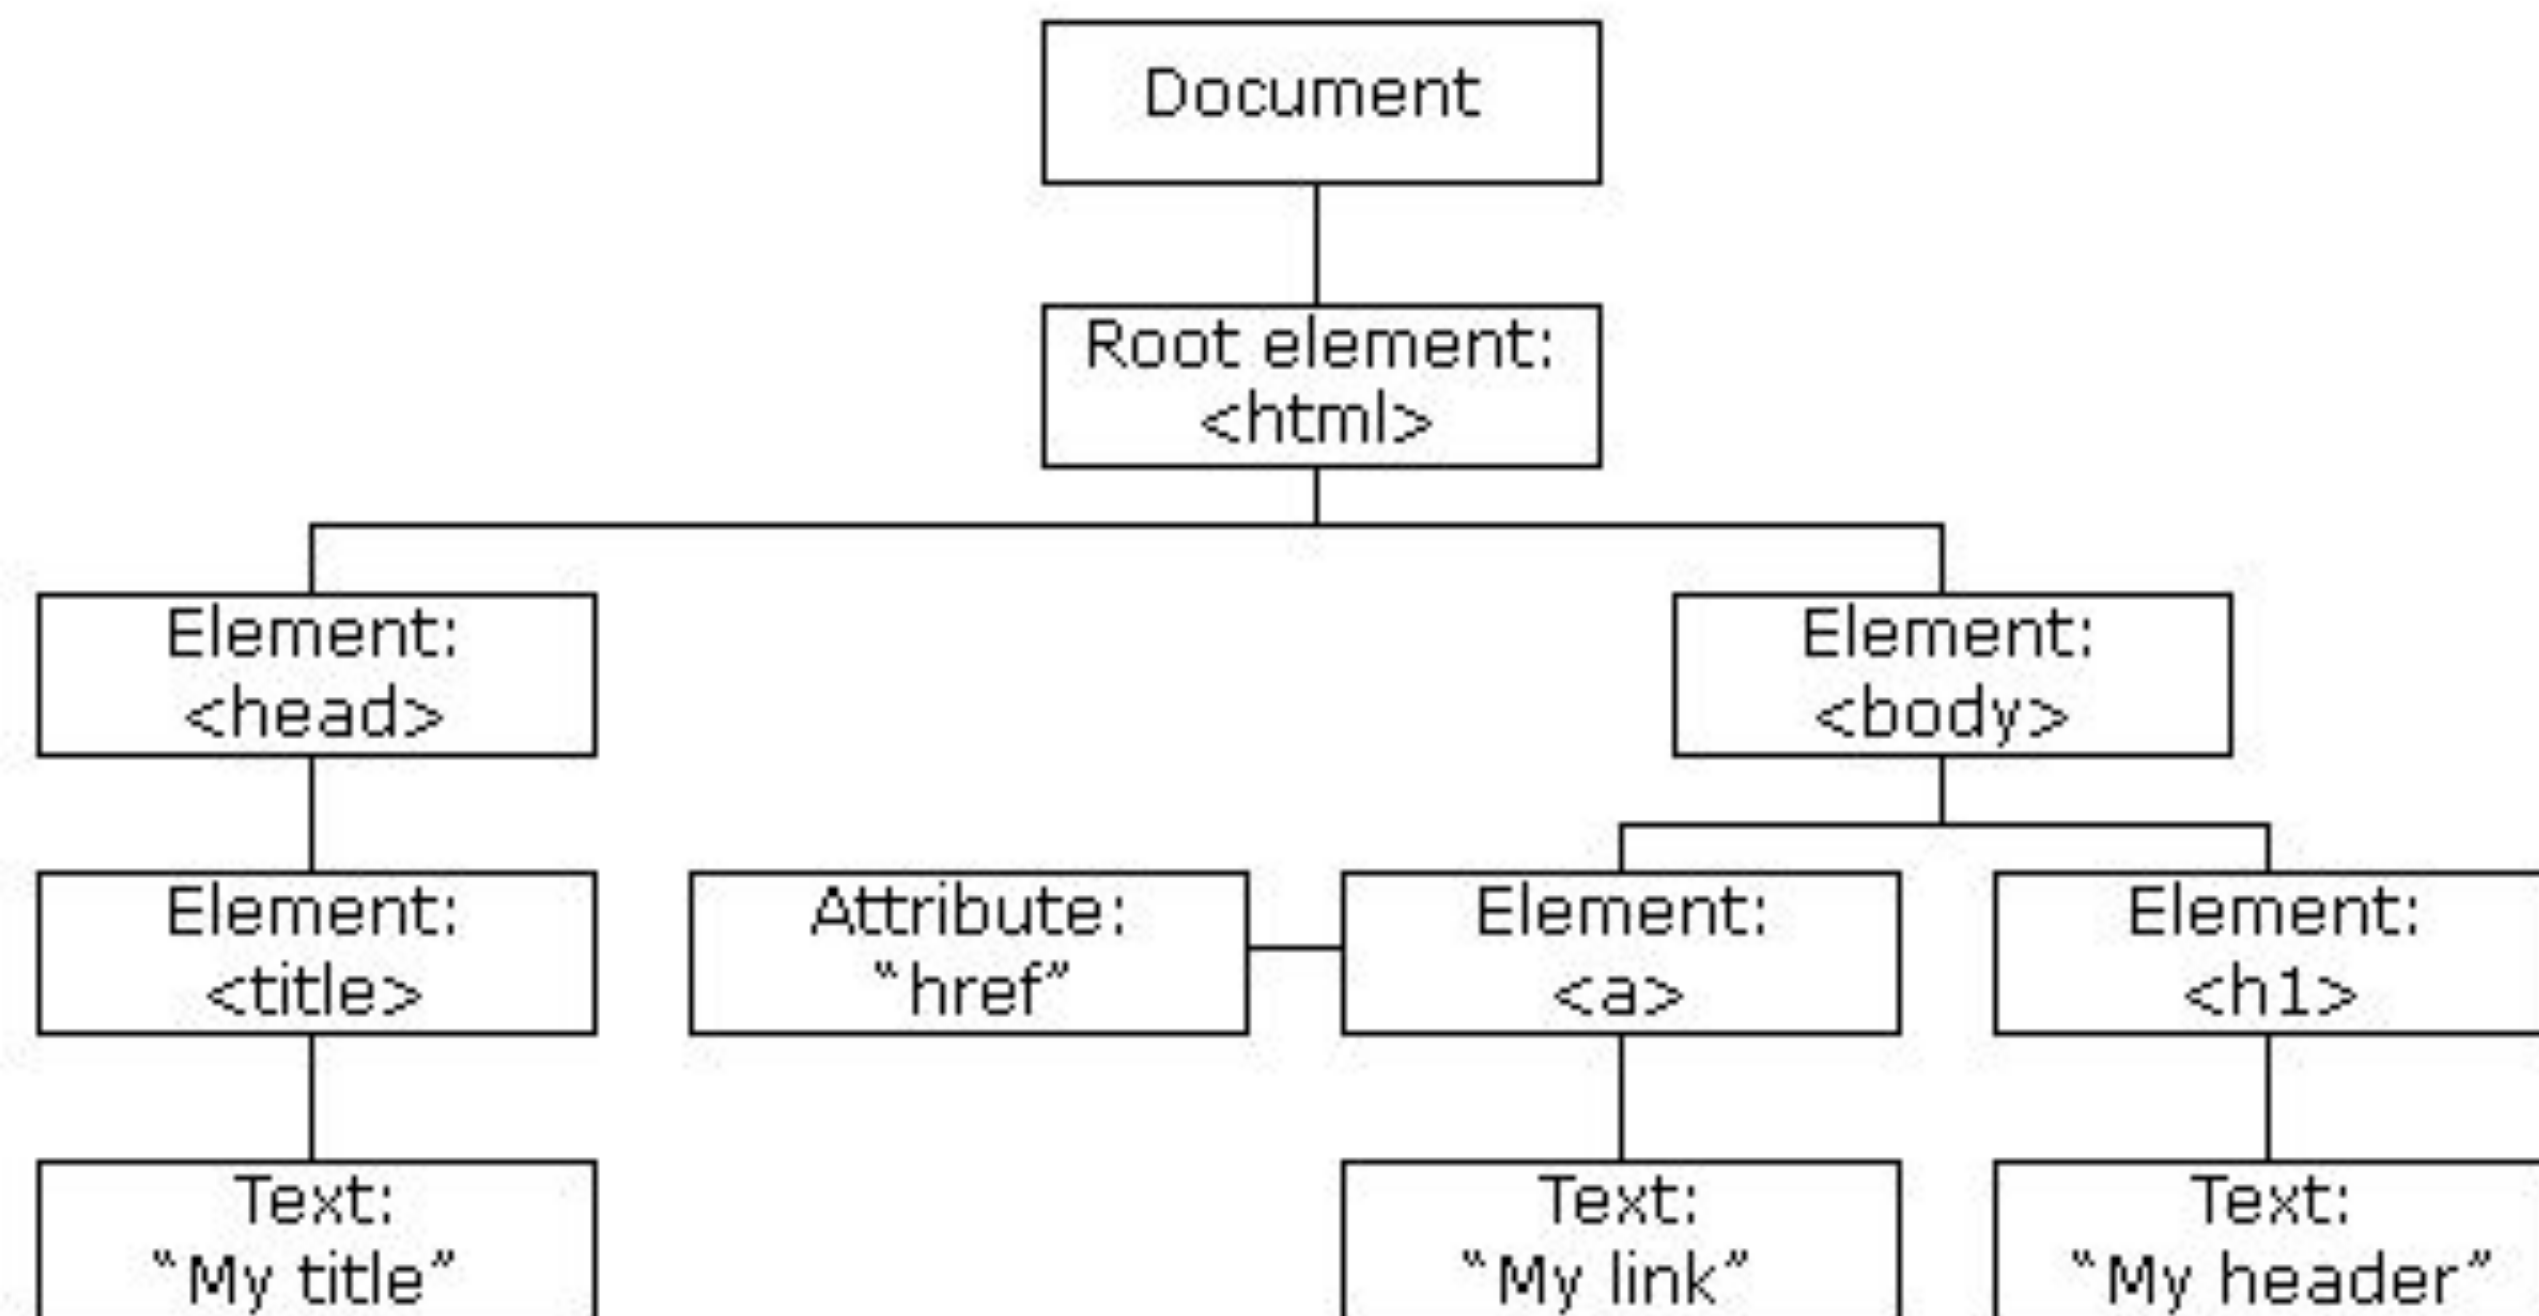 Document
Root element:
<html>
Element:
<head>
Element:
<body>
Element:
<title>
Attribute:
“href”
Element:
<a>
Element:
<h1>
Text:
“My title”
Text:
“My link”
Text:
“My header”